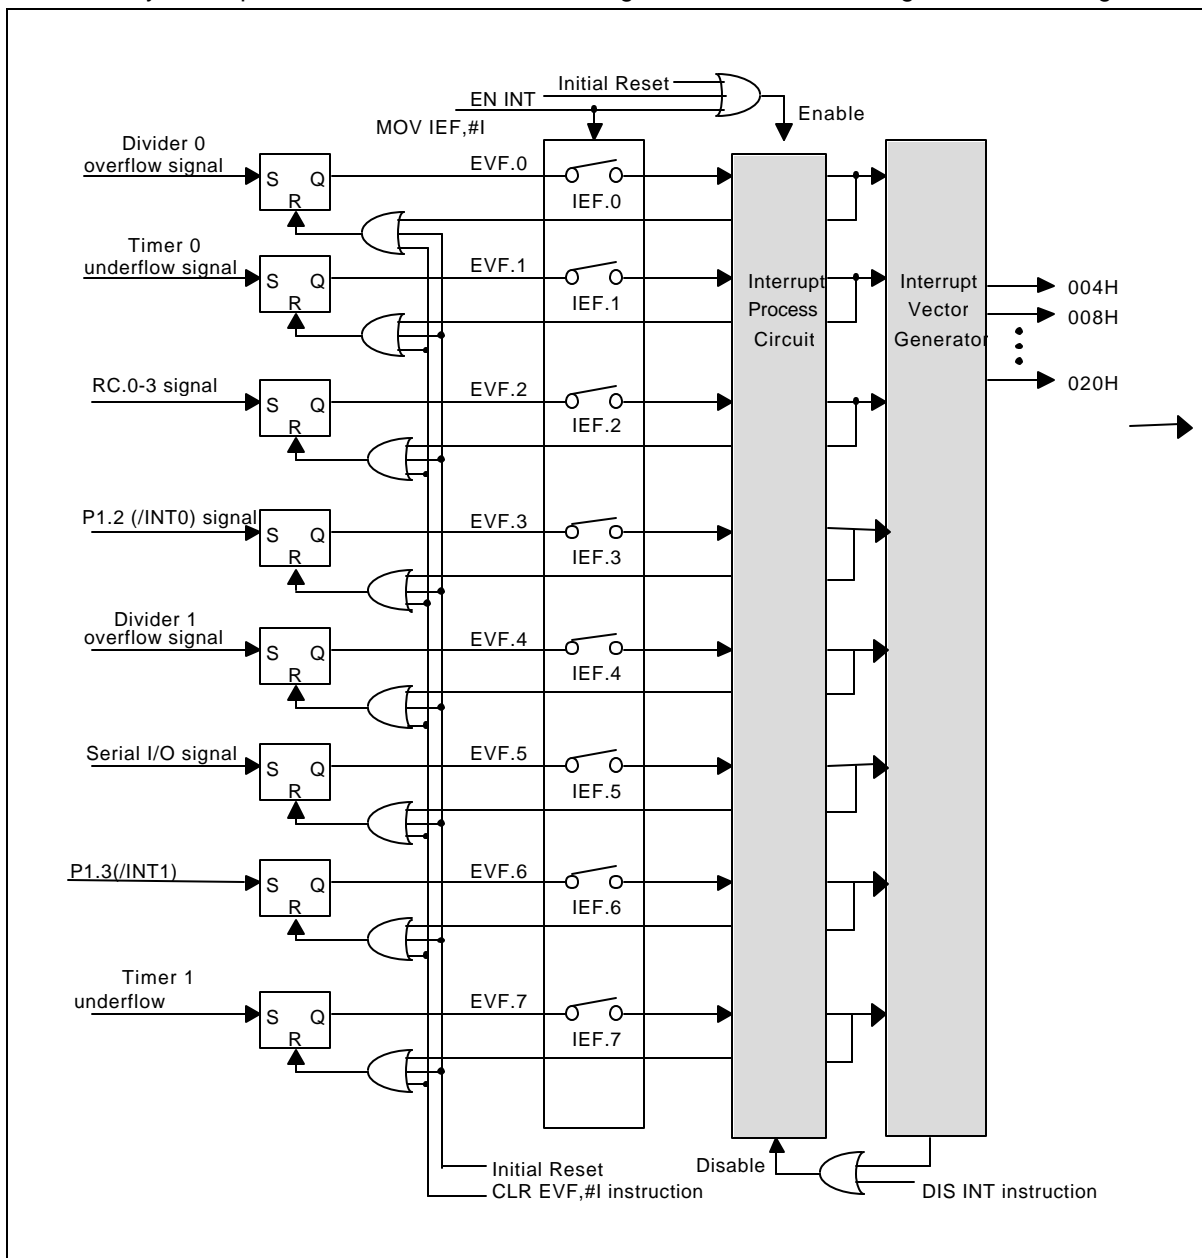 Initial Reset
EN INT
MOV IEF,#I
Enable
Divider 0
overflow signal
S Q
R
EVF.0
IEF.0
Timer 0
underflow signal
S Q
R
EVF.1
IEF.1
Interrupt
Process
Circuit
Interrupt
Vector
Generator
004H
008H
020H
RC.0-3 signal
S Q
R
EVF.2
IEF.2
P1.2 (/INT0) signal
S Q
R
EVF.3
IEF.3
Divider 1
overflow signal
S Q
R
EVF.4
IEF.4
Serial I/O signal
S Q
R
EVF.5
IEF.5
P1.3(/INT1)
S Q
R
EVF.6
IEF.6
Timer 1
underflow
S Q
R
EVF.7
IEF.7
Initial Reset
CLR EVF,#I instruction
Disable
DIS INT instruction